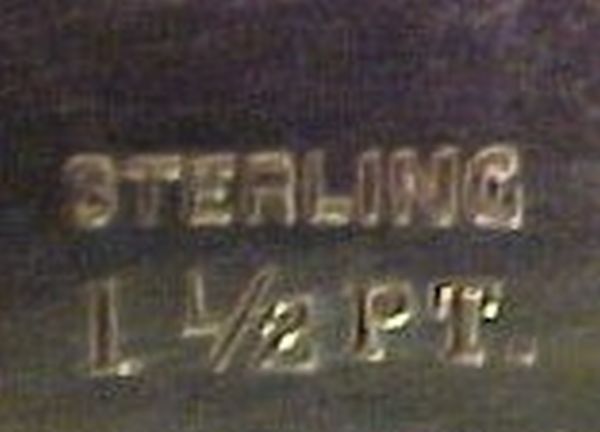 STERLING
1 1/2 PT.